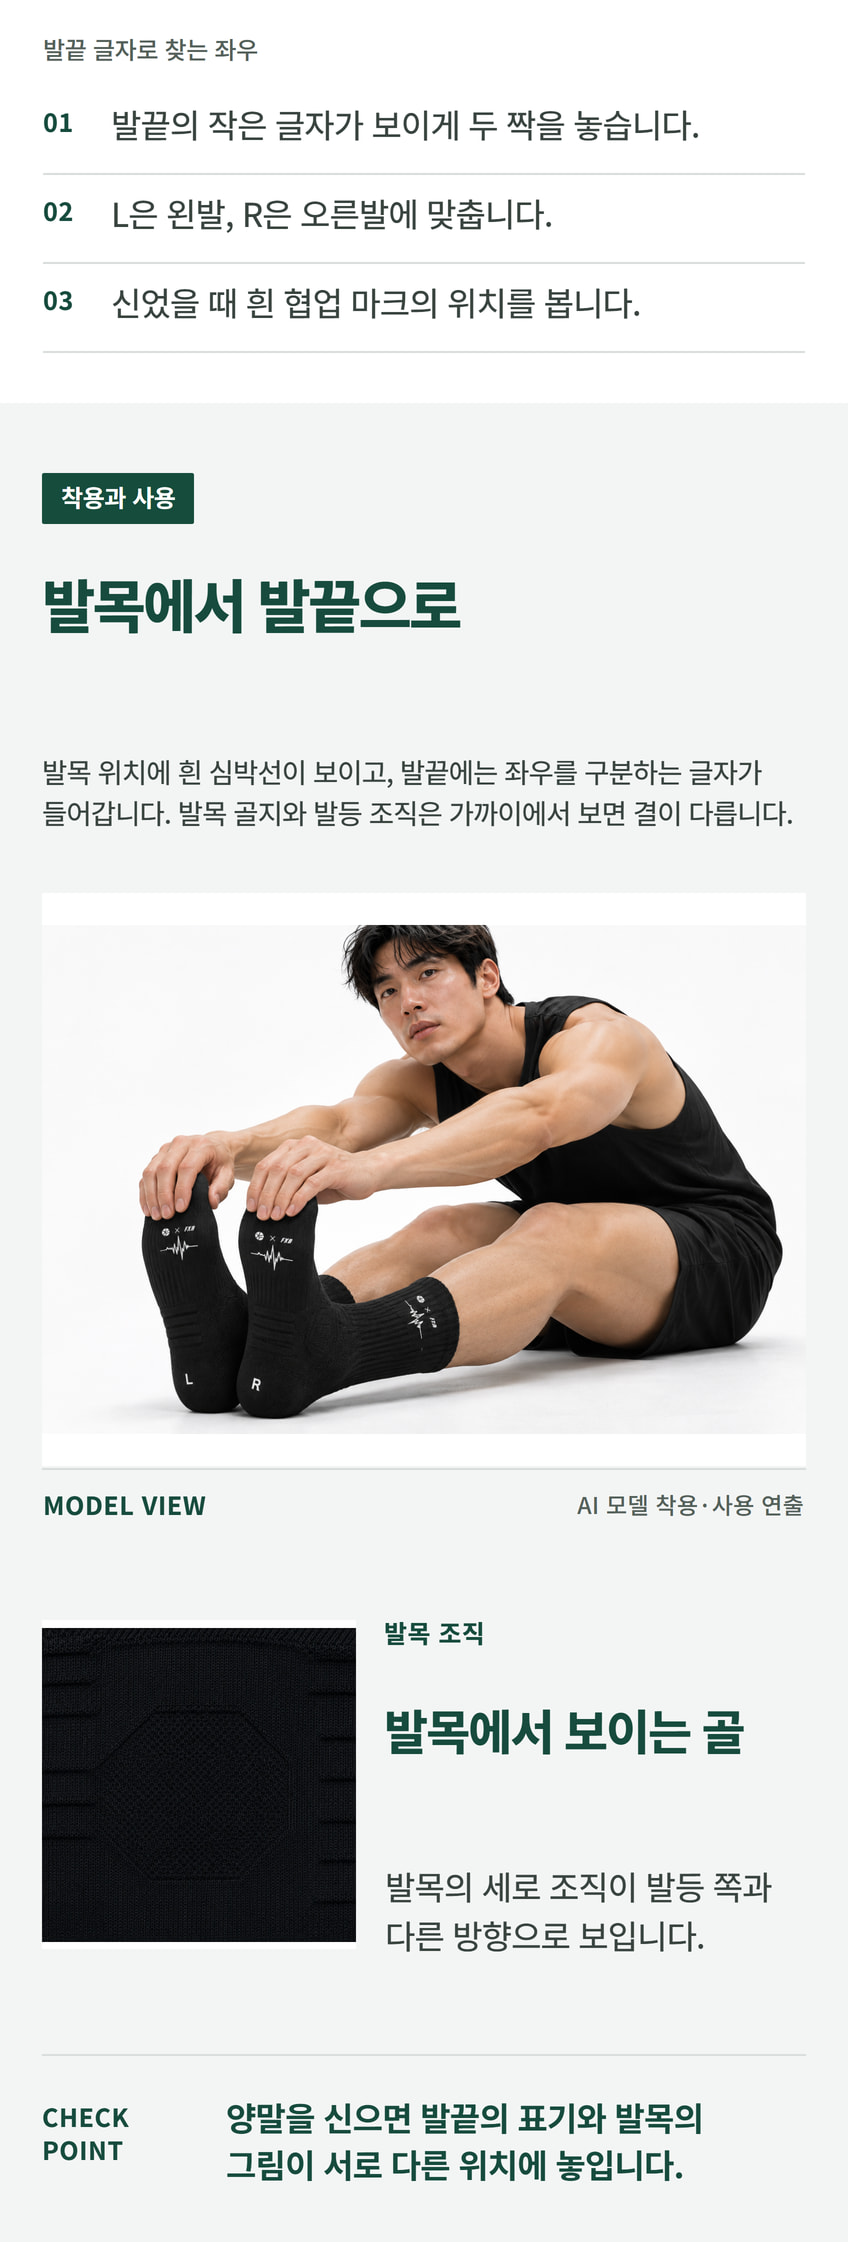 발끝 글자로 찾는 좌우
01 발끝의 작은 글자가 보이게 두 짝을 놓습니다.
02 L은 왼발, R은 오른발에 맞춥니다.
03 신었을 때 흰 협업 마크의 위치를 봅니다.
착용과 사용
발목에서 발끝으로
발목 위치에 흰 심박선이 보이고, 발끝에는 좌우를 구분하는 글자가
들어갑니다. 발목 골지와 발등 조직은 가까이에서 보면 결이 다릅니다.
× FXB
× FXB
× FXB
L
R
MODEL VIEW
AI 모델 착용·사용 연출
발목 조직
발목에서 보이는 골
발목의 세로 조직이 발등 쪽과
다른 방향으로 보입니다.
CHECK
POINT
양말을 신으면 발끝의 표기와 발목의
그림이 서로 다른 위치에 놓입니다.